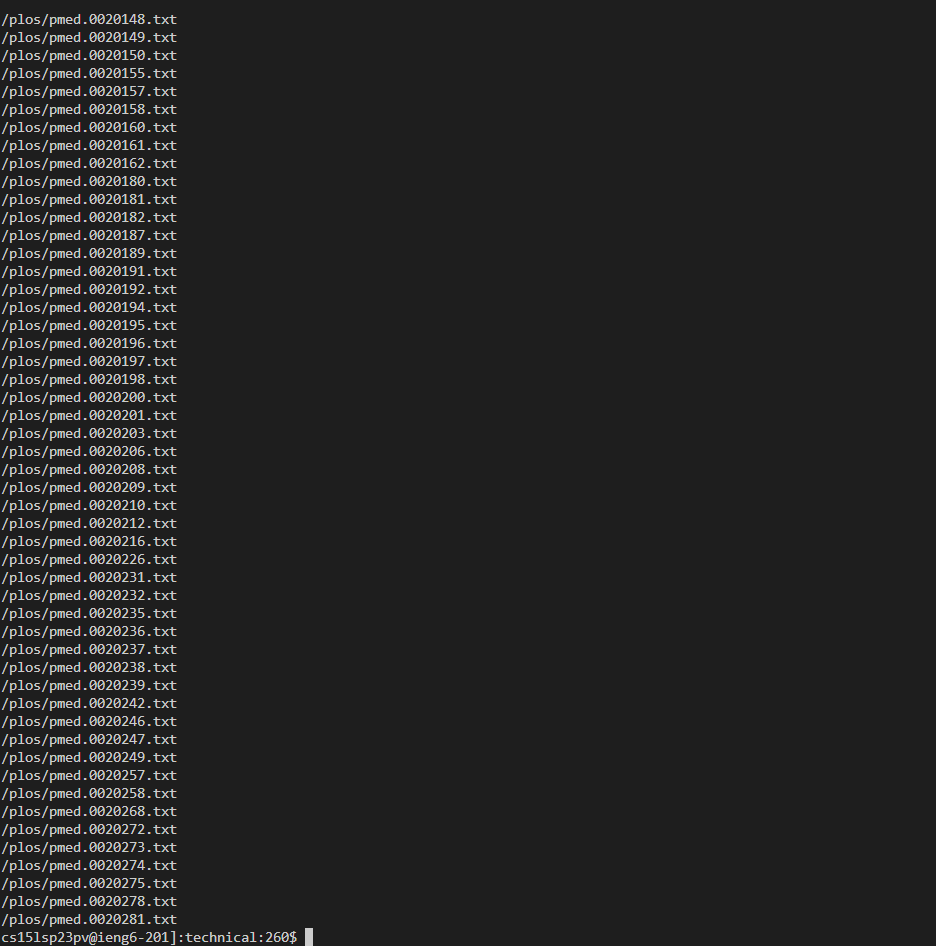 /plos/pmed.0020148.txt
/plos/pmed.0020149.txt
/plos/pmed.0020150.txt
/plos/pmed.0020155.txt
/plos/pmed.0020157.txt
/plos/pmed.0020158.txt
/plos/pmed.0020160.txt
/plos/pmed.0020161.txt
/plos/pmed.0020162.txt
/plos/pmed.0020180.txt
/plos/pmed.0020181.txt
/plos/pmed.0020182.txt
/plos/pmed.0020187.txt
/plos/pmed.0020189.txt
/plos/pmed.0020191.txt
/plos/pmed.0020192.txt
/plos/pmed.0020194.txt
/plos/pmed.0020195.txt
/plos/pmed.0020196.txt
/plos/pmed.0020197.txt
/plos/pmed.0020198.txt
/plos/pmed.0020200.txt
/plos/pmed.0020201.txt
/plos/pmed.0020203.txt
/plos/pmed.0020206.txt
/plos/pmed.0020208.txt
/plos/pmed.0020209.txt
/plos/pmed.0020210.txt
/plos/pmed.0020212.txt
/plos/pmed.0020216.txt
/plos/pmed.0020226.txt
/plos/pmed.0020231.txt
/plos/pmed.0020232.txt
/plos/pmed.0020235.txt
/plos/pmed.0020236.txt
/plos/pmed.0020237.txt
/plos/pmed.0020238.txt
/plos/pmed.0020239.txt
/plos/pmed.0020242.txt
/plos/pmed.0020246.txt
/plos/pmed.0020247.txt
/plos/pmed.0020249.txt
/plos/pmed.0020257.txt
/plos/pmed.0020258.txt
/plos/pmed.0020268.txt
/plos/pmed.0020272.txt
/plos/pmed.0020273.txt
/plos/pmed.0020274.txt
/plos/pmed.0020275.txt
/plos/pmed.0020278.txt
/plos/pmed.0020281.txt
cs15lsp23pv@ieng6-201]:technical:260$